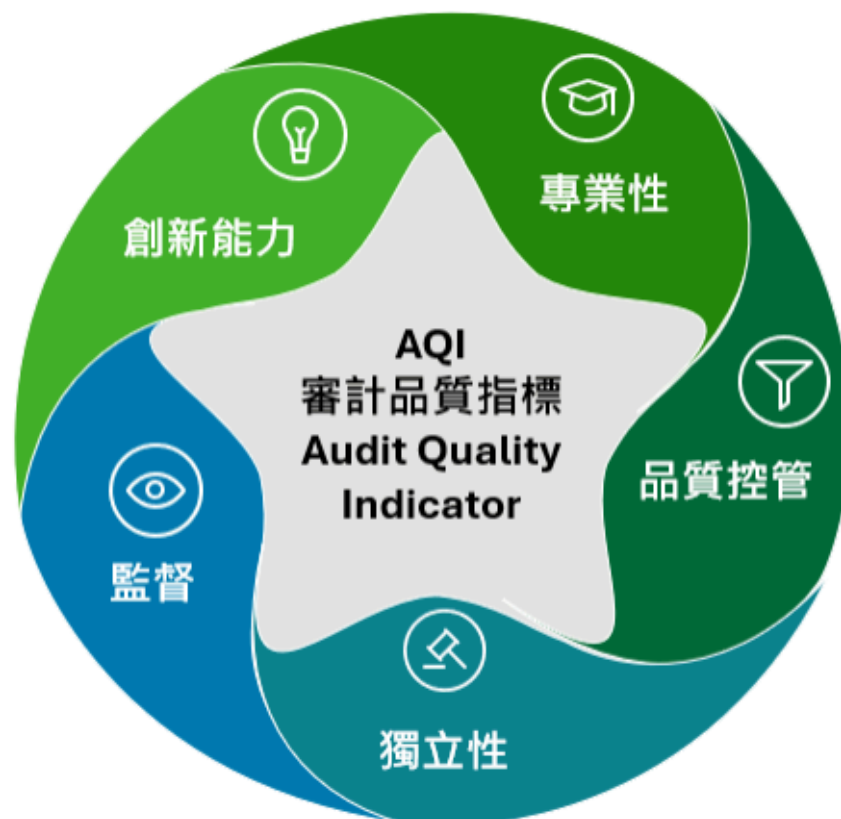 創新能力
專業性
AQI
審計品質指標
Audit Quality
Indicator
品質控管
監督
獨立性